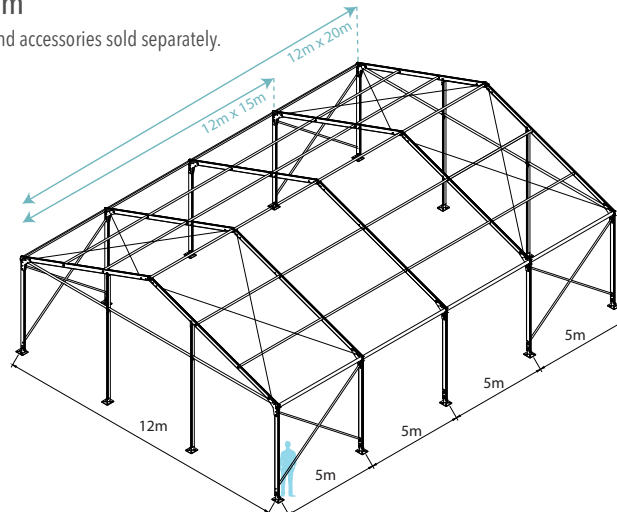 m
nd accessories sold separately.
12m x 20m
12m x 15m
5m
5m
5m
5m
12m